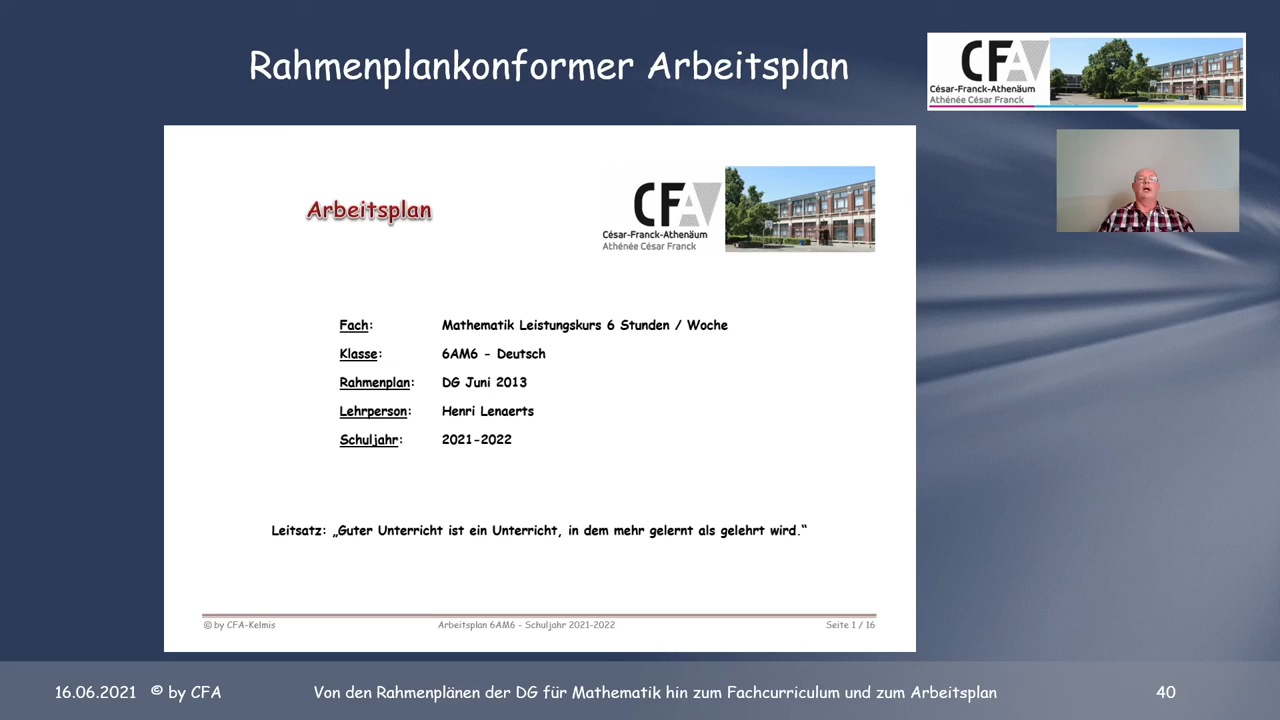 Rahmenplankonformer Arbeitsplan
CFA
César-Franck-Athenäum
Athénée César Franck
Arbeitsplan
CFA
César-Franck-Athenäum
Athénée César Franck
Fach: Mathematik Leistungskurs 6 Stunden / Woche
Klasse: 6AM6 - Deutsch
Rahmenplan: DG Juni 2013
Lehrperson: Henri Lenaerts
Schuljahr: 2021-2022
Leitsatz: „Guter Unterricht ist ein Unterricht, in dem mehr gelernt als gelehrt wird.“
© by CFA-Kelmis Arbeitsplan 6AM6 - Schuljahr 2021-2022 Seite 1 / 16
16.06.2021 © by CFA Von den Rahmenplänen der DG für Mathematik hin zum Fachcurriculum und zum Arbeitsplan 40